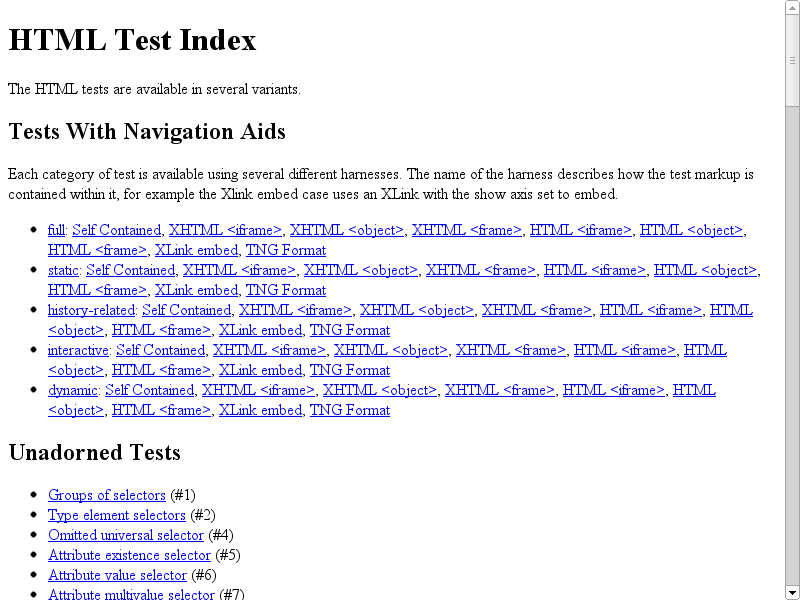 HTML Test Index
The HTML tests are available in several variants.
Tests With Navigation Aids
Each category of test is available using several different harnesses. The name of the harness describes how the test markup is
contained within it, for example the Xlink embed case uses an XLink with the show axis set to embed.
full: Self Contained, XHTML <iframe>, XHTML <object>, XHTML <frame>, HTML <iframe>, HTML <object>,
HTML <frame>, XLink embed, TNG Format
static: Self Contained, XHTML <iframe>, XHTML <object>, XHTML <frame>, HTML <iframe>, HTML <object>,
HTML <frame>, XLink embed, TNG Format
history-related: Self Contained, XHTML <iframe>, XHTML <object>, XHTML <frame>, HTML <iframe>, HTML
<object>, HTML <frame>, XLink embed, TNG Format
interactive: Self Contained, XHTML <iframe>, XHTML <object>, XHTML <frame>, HTML <iframe>, HTML
<object>, HTML <frame>, XLink embed, TNG Format
dynamic: Self Contained, XHTML <iframe>, XHTML <object>, XHTML <frame>, HTML <iframe>, HTML
<object>, HTML <frame>, XLink embed, TNG Format
Unadorned Tests
Groups of selectors (#1)
Type element selectors (#2)
Omitted universal selector (#4)
Attribute existence selector (#5)
Attribute value selector (#6)
Attribute multivalue selector (#7)